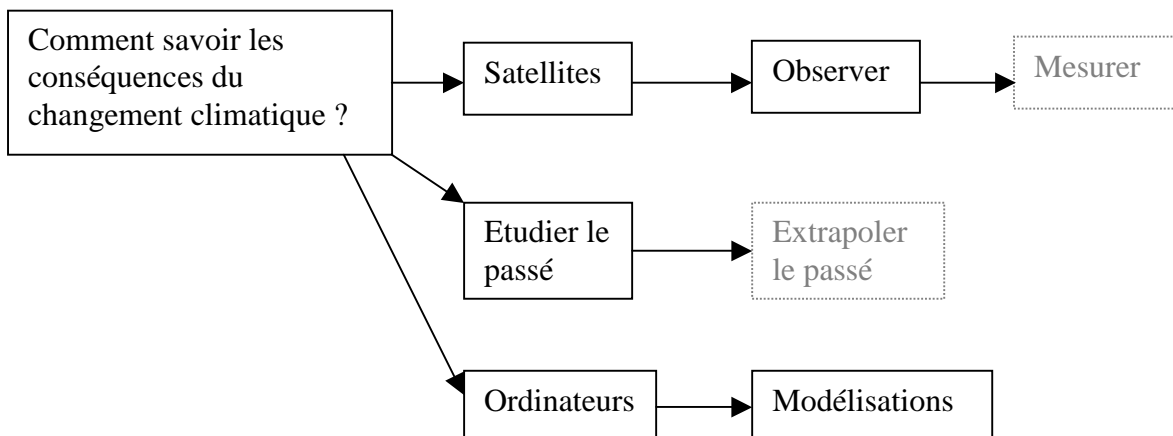 Comment savoir les
conséquences du
changement climatique ?
Satellites
Observer
Mesurer
Etudier le
passé
Extrapoler
le passé
Ordinateurs
Modélisations